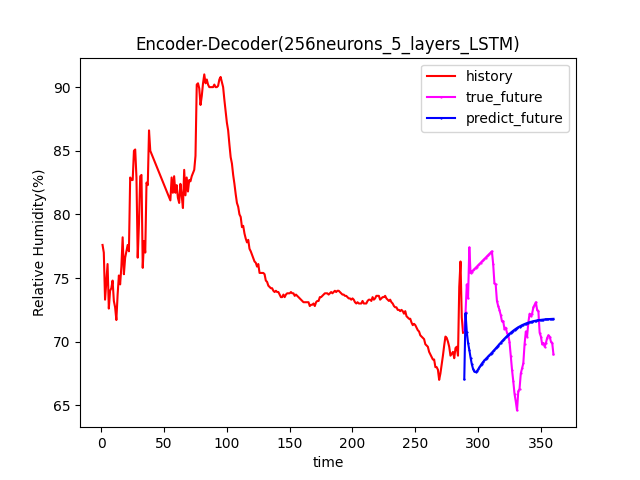 Encoder-Decoder(256neurons_5_layers_LSTM)
history
true_future
predict_future
Relative Humidity(%)
90
85
80
75
70
65
0 50 100 150 200 250 300 350
time